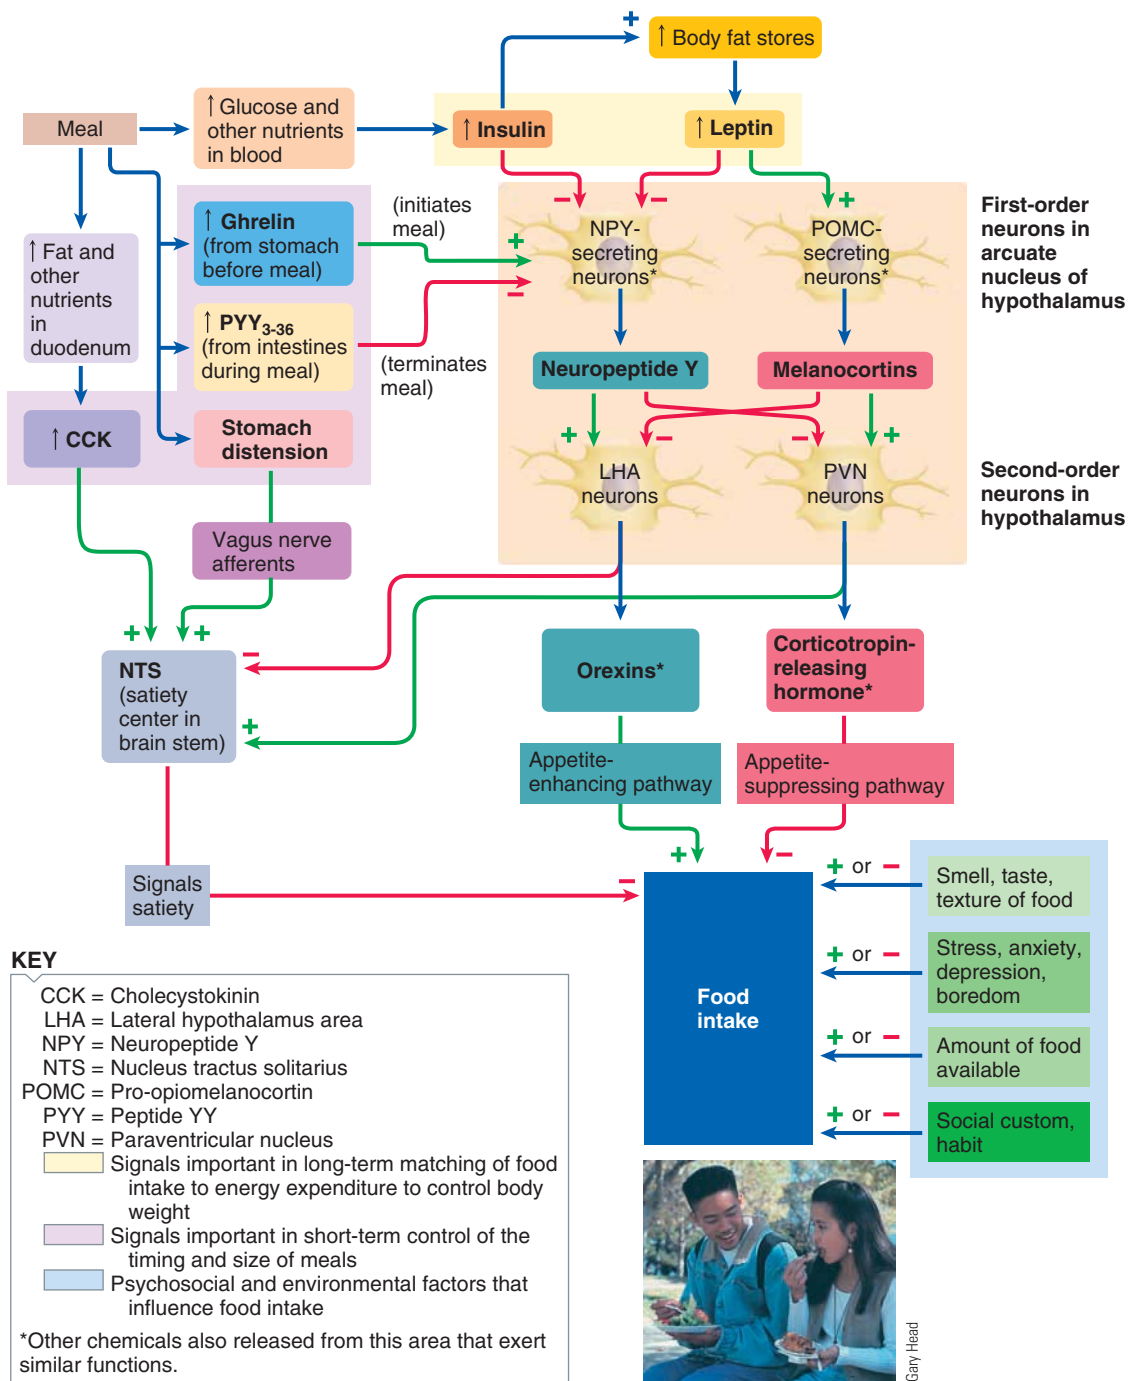 ↑ Body fat stores
+
Meal
↑ Glucose and
other nutrients
in blood
↑ Insulin
↑ Leptin
↑ Fat and
other
nutrients
in
duodenum
↑ Ghrelin
(from stomach
before meal)
(initiates
meal)
↑ PYY3-36
(from intestines
during meal)
(terminates
meal)
↑ CCK
Stomach
distension
Vagus nerve
afferents
− −
+
+
−
NPY-
secreting
neurons*
+
POMC-
secreting
neurons*
First-order
neurons in
arcuate
nucleus of
hypothalamus
Neuropeptide Y
Melanocortins
+ −
− +
LHA
neurons
PVN
neurons
Second-order
neurons in
hypothalamus
+ +
−
+
NTS
(satiety
center in
brain stem)
Orexins*
Corticotropin-
releasing
hormone*
Appetite-
enhancing pathway
Appetite-
suppressing pathway
+ −
Signals
satiety
−
Food
intake
+ or −
Smell, taste,
texture of food
+ or −
Stress, anxiety,
depression,
boredom
+ or −
Amount of food
available
+ or −
Social custom,
habit
KEY
CCK = Cholecystokinin
LHA = Lateral hypothalamus area
NPY = Neuropeptide Y
NTS = Nucleus tractus solitarius
POMC = Pro-opiomelanocortin
PYY = Peptide YY
PVN = Paraventricular nucleus
Signals important in long-term matching of food
intake to energy expenditure to control body
weight
Signals important in short-term control of the
timing and size of meals
Psychosocial and environmental factors that
influence food intake
*Other chemicals also released from this area that exert
similar functions.
Gary Head